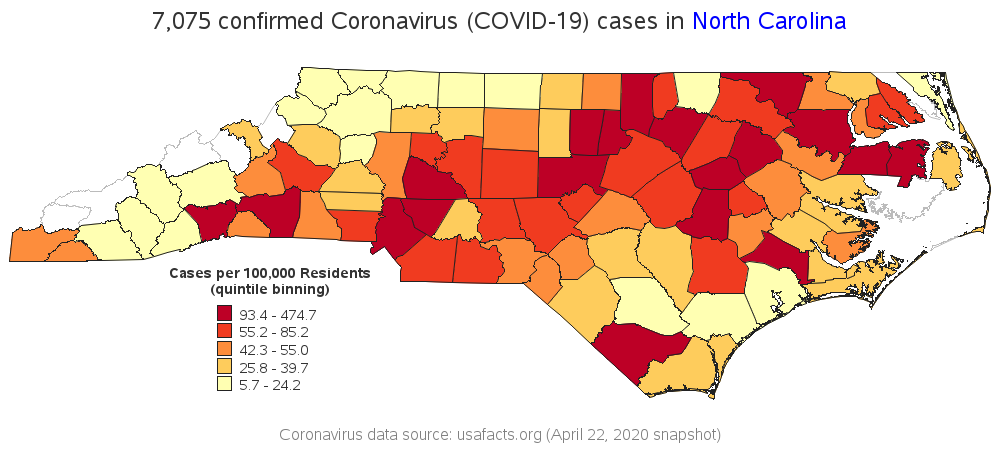 7,075 confirmed Coronavirus (COVID-19) cases in North Carolina
Cases per 100,000 Residents
(quintile binning)
93.4 - 474.7
55.2 - 85.2
42.3 - 55.0
25.8 - 39.7
5.7 - 24.2
Coronavirus data source: usafacts.org (April 22, 2020 snapshot)